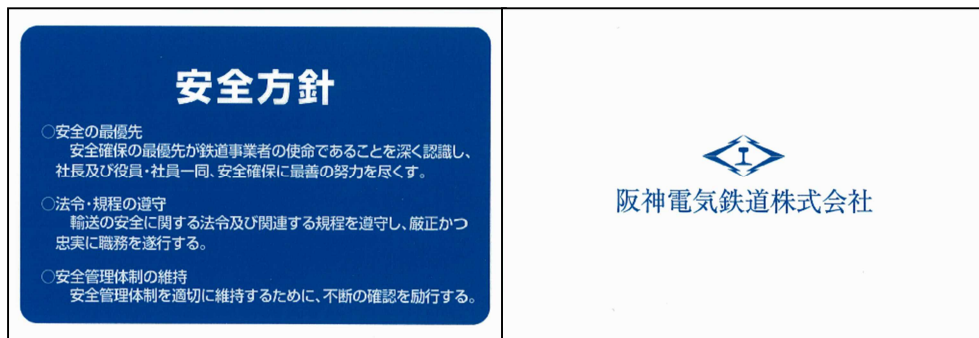 安全方針
○安全の最優先
安全確保の最優先が鉄道事業者の使命であることを深く認識し、
社長及び役員・社員一同、安全確保に最善の努力を尽くす。
○法令・規程の遵守
輸送の安全に関する法令及び関連する規程を遵守し、厳正かつ
忠実に職務を遂行する。
○安全管理体制の維持
安全管理体制を適切に維持するために、不断の確認を励行する。
阪神電気鉄道株式会社